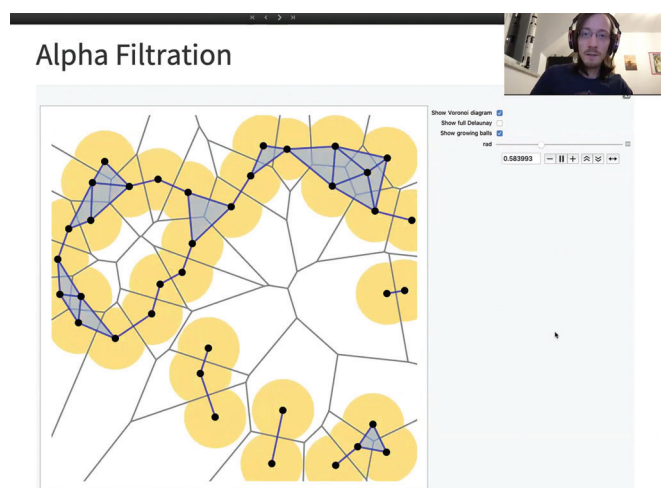 Alpha Filtration
Show Voronoi diagram
Show full Delaunay
Show growing balls
rad
0.583993